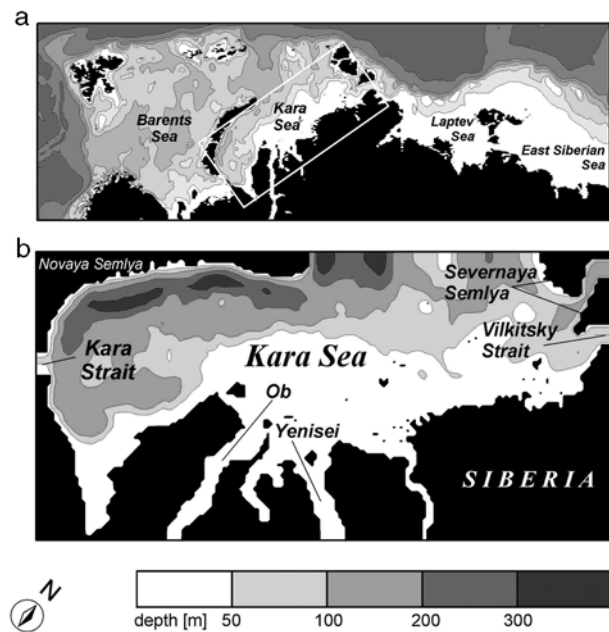 a
Barents
Sea
Kara
Sea
Laptev
Sea
East Siberian
Sea
b
Novaya Semlya
Severnaya
Semlya
Vilkitsky
Strait
Kara
Strait
Kara Sea
Ob
Yenisei
SIBERIA
N
depth [m] 50 100 200 300